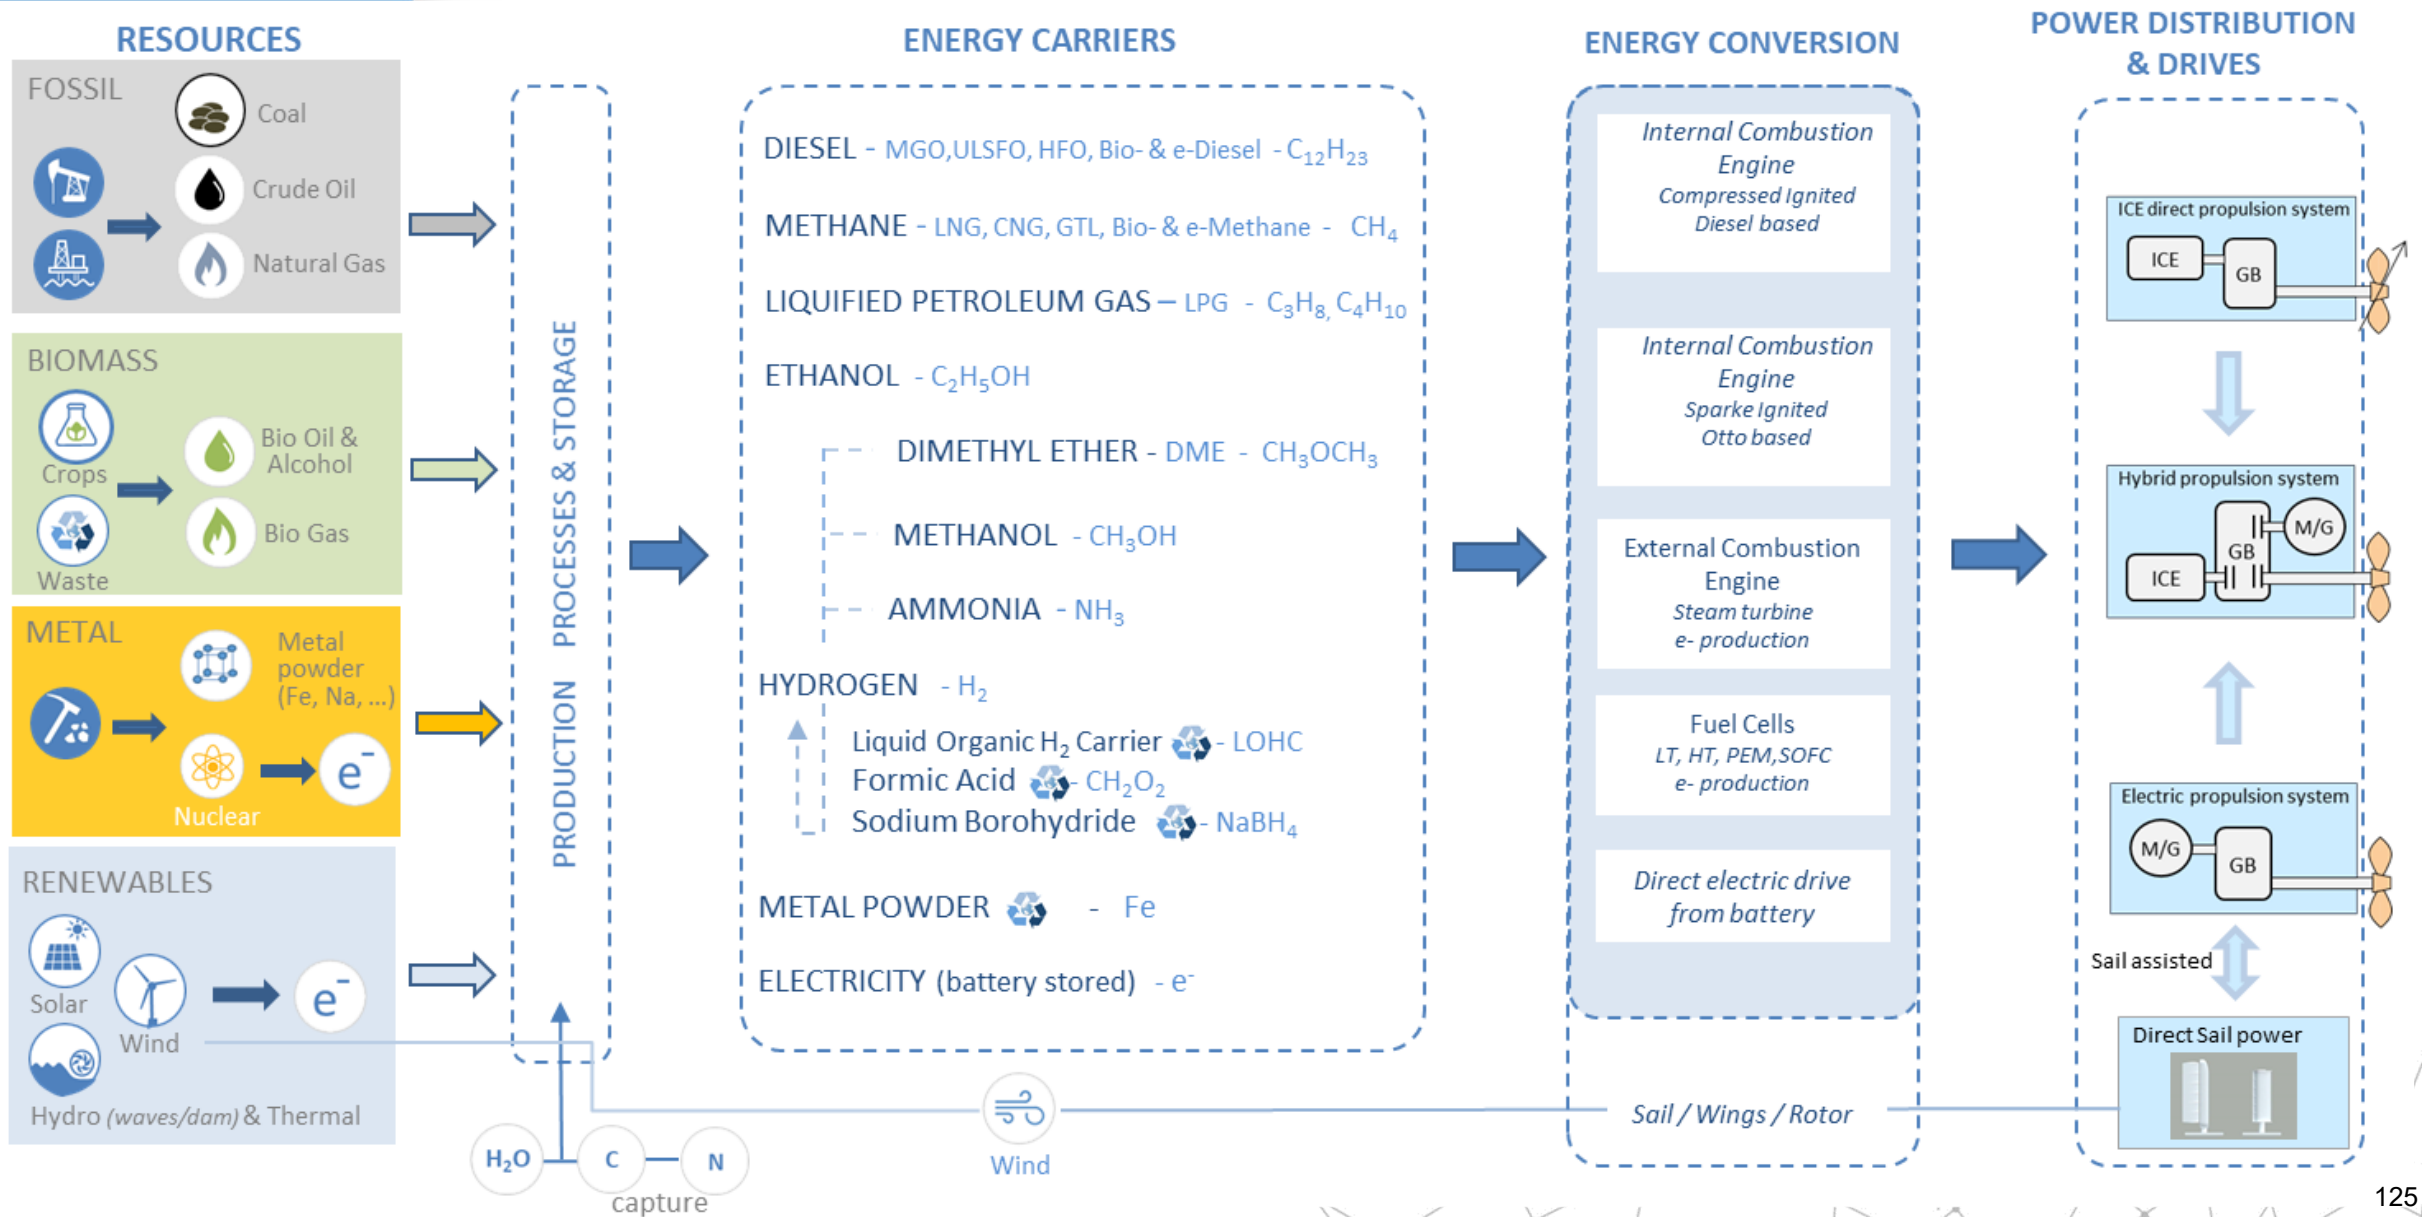 RESOURCES
FOSSIL
Coal
Crude Oil
Natural Gas
BIOMASS
Crops
Waste
Bio Oil &
Alcohol
Bio Gas
METAL
Metal
powder
(Fe, Na, ...)
Nuclear
e⁻
RENEWABLES
Solar
Wind
e⁻
Hydro (waves/dam) & Thermal
PRODUCTION PROCESSES & STORAGE
H₂O
C
N
capture
ENERGY CARRIERS
DIESEL - MGO,ULSFO, HFO, Bio- & e-Diesel - C₁₂H₂₃
METHANE - LNG, CNG, GTL, Bio- & e-Methane - CH₄
LIQUIFIED PETROLEUM GAS – LPG - C₃H₈, C₄H₁₀
ETHANOL - C₂H₅OH
DIMETHYL ETHER - DME - CH₃OCH₃
METHANOL - CH₃OH
AMMONIA - NH₃
HYDROGEN - H₂
Liquid Organic H₂ Carrier - LOHC
Formic Acid - CH₂O₂
Sodium Borohydride - NaBH₄
METAL POWDER - Fe
ELECTRICITY (battery stored) - e⁻
Wind
ENERGY CONVERSION
Internal Combustion
Engine
Compressed Ignited
Diesel based
Internal Combustion
Engine
Sparke Ignited
Otto based
External Combustion
Engine
Steam turbine
e- production
Fuel Cells
LT, HT, PEM,SOFC
e- production
Direct electric drive
from battery
Sail / Wings / Rotor
POWER DISTRIBUTION
& DRIVES
ICE direct propulsion system
ICE
GB
Hybrid propulsion system
M/G
GB
ICE
Electric propulsion system
M/G
GB
Sail assisted
Direct Sail power
125